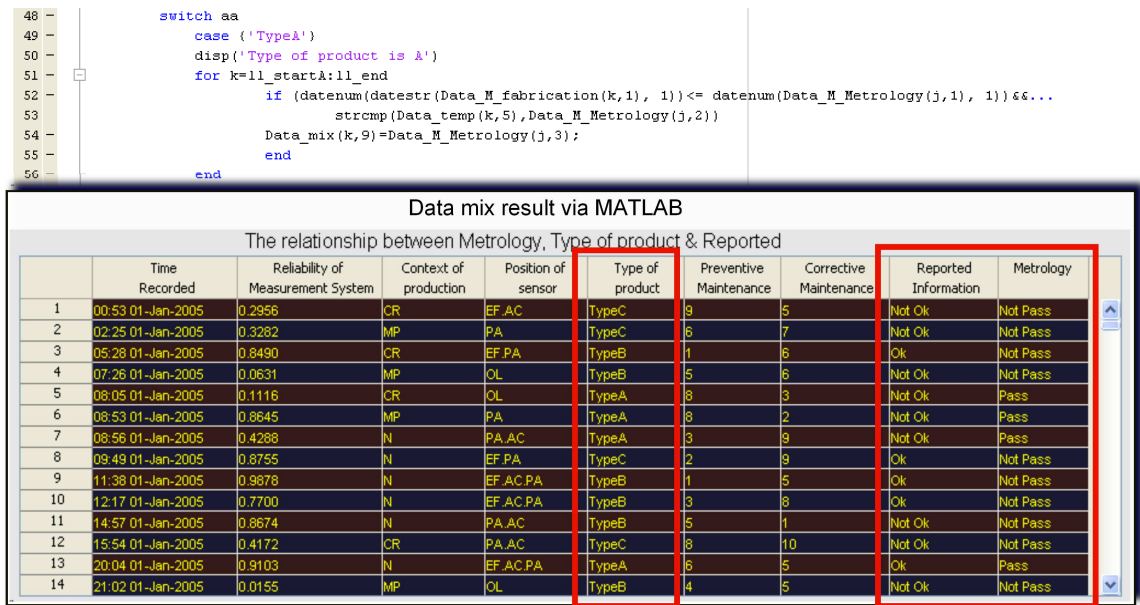 48 - switch aa
49 - case {'TypeA'}
50 - disp('Type of product is A')
51 - for k=ll_startA:ll_end
52 - if (datenum(datestr(Data_M_fabrication(k,1), 1))<= datenum(Data_M_Metrology(j,1), 1))&&...
53 strcmp(Data_temp(k,5),Data_M_Metrology(j,2))
54 - Data_mix(k,9)=Data_M_Metrology(j,3);
55 - end
56 - end
Data mix result via MATLAB
The relationship between Metrology, Type of product & Reported
Time Recorded Reliability of Measurement System Context of production Position of sensor Type of product Preventive Maintenance Corrective Maintenance Reported Information Metrology
1 00:53 01-Jan-2005 0.2956 CR EF.AC TypeC 9 5 Not Ok Not Pass
2 02:25 01-Jan-2005 0.3282 MP PA TypeC 6 7 Not Ok Not Pass
3 05:28 01-Jan-2005 0.8490 CR EF.PA TypeB 1 6 Ok Not Pass
4 07:26 01-Jan-2005 0.0631 MP OL TypeB 5 6 Not Ok Not Pass
5 08:05 01-Jan-2005 0.1116 CR OL TypeA 8 3 Not Ok Pass
6 08:53 01-Jan-2005 0.8645 MP PA TypeA 8 2 Not Ok Pass
7 08:56 01-Jan-2005 0.4288 N PA.AC TypeA 3 9 Not Ok Pass
8 09:49 01-Jan-2005 0.8755 N EF.PA TypeC 2 9 Ok Not Pass
9 11:38 01-Jan-2005 0.9878 N EF.AC.PA TypeB 1 5 Ok Not Pass
10 12:17 01-Jan-2005 0.7700 N EF.AC.PA TypeB 3 8 Ok Not Pass
11 14:57 01-Jan-2005 0.8674 N PA.AC TypeB 5 1 Not Ok Not Pass
12 15:54 01-Jan-2005 0.4172 CR PA.AC TypeC 8 10 Not Ok Not Pass
13 20:04 01-Jan-2005 0.9103 N EF.AC.PA TypeA 6 5 Ok Pass
14 21:02 01-Jan-2005 0.0155 MP OL TypeB 4 5 Not Ok Not Pass